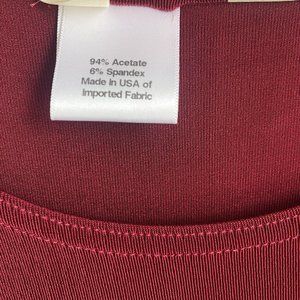 94% Acetate
6% Spandex
Made in USA of
Imported Fabric